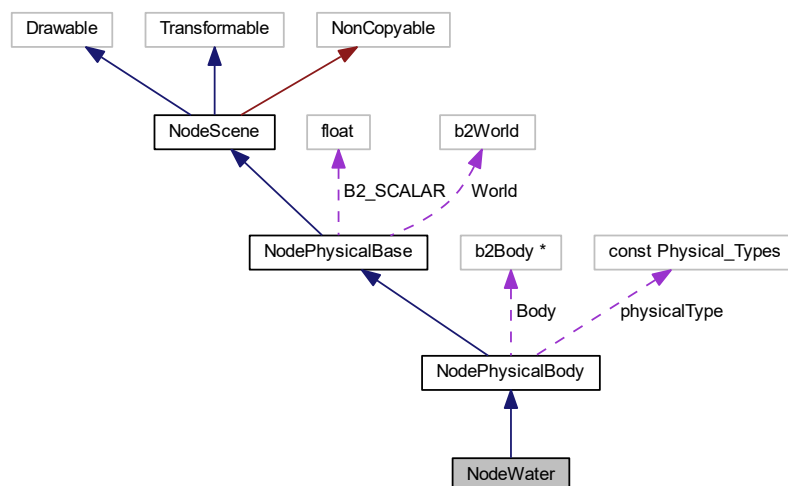 Drawable
Transformable
NonCopyable
NodeScene
float
b2World
B2_SCALAR
World
NodePhysicalBase
b2Body *
const Physical_Types
Body
physicalType
NodePhysicalBody
NodeWater